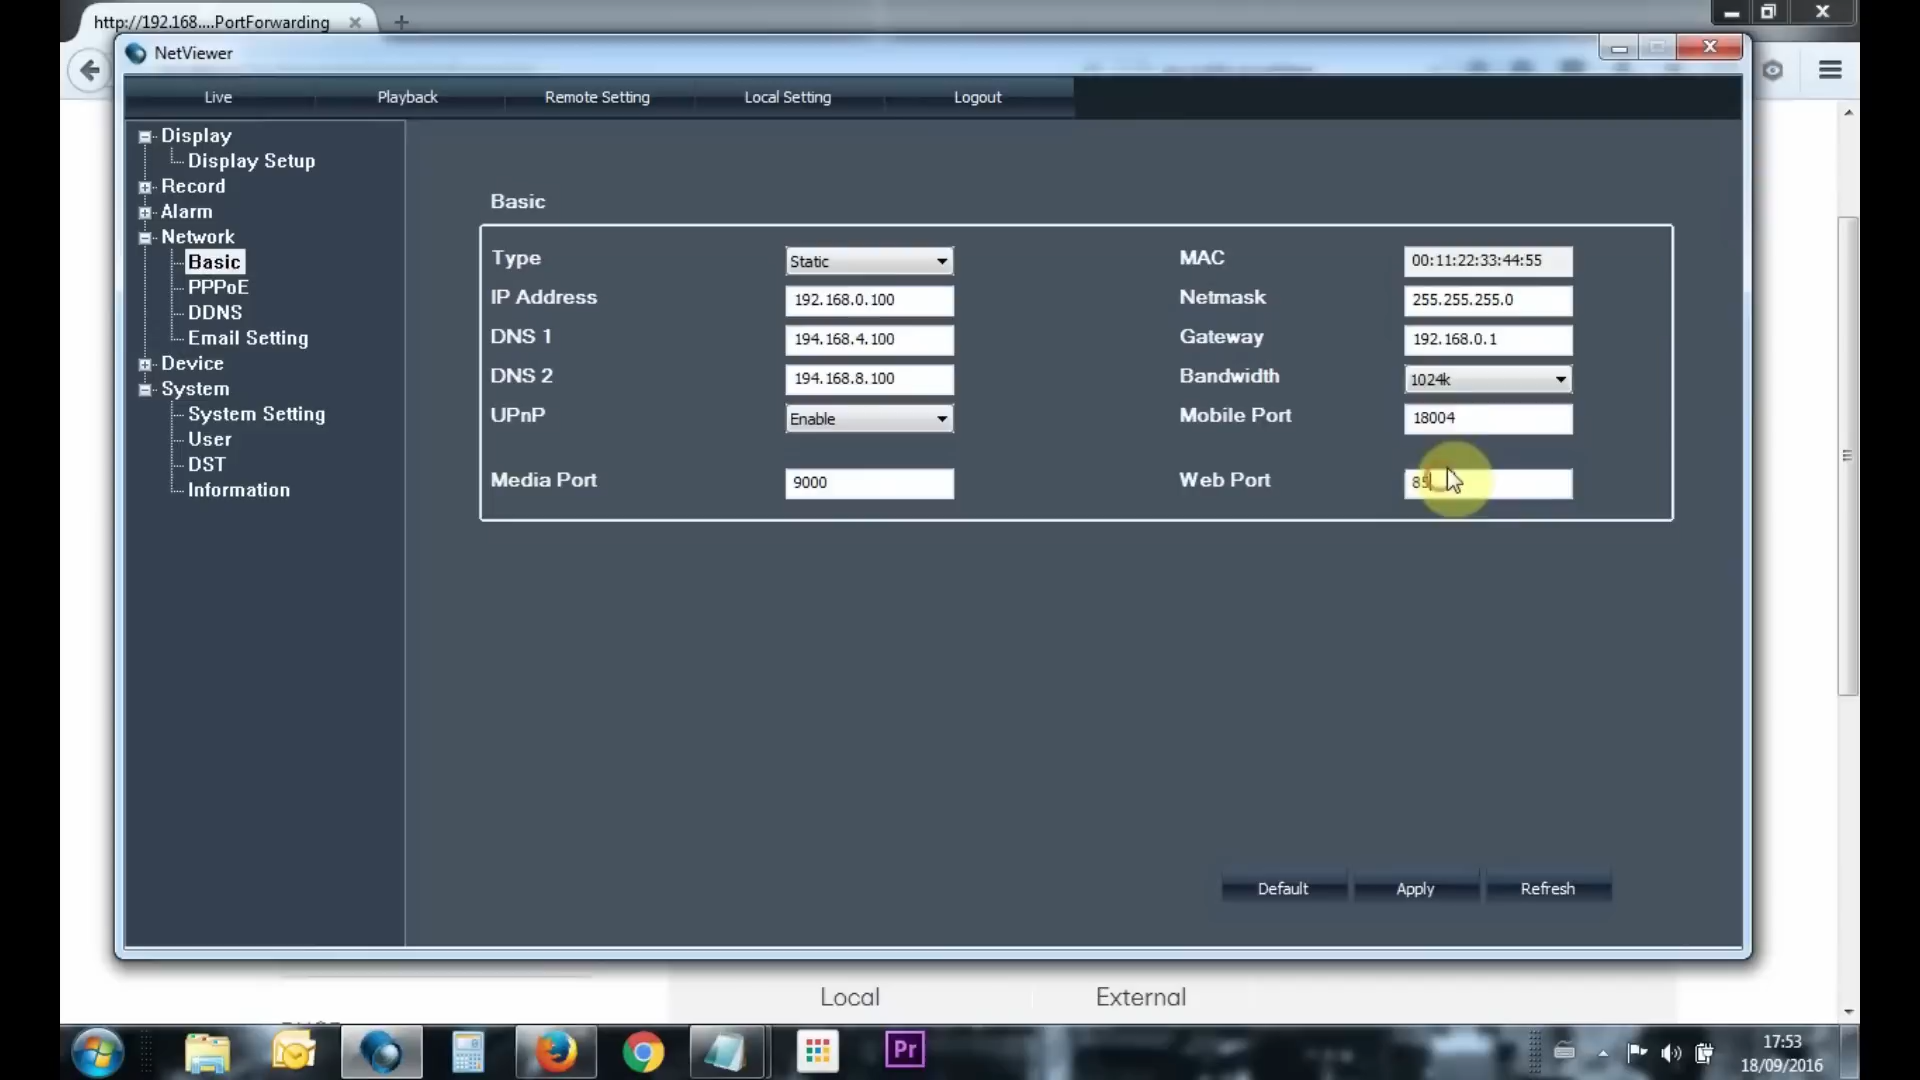 http://192.168....PortForwarding
NetViewer
Live Playback Remote Setting Local Setting Logout
Display
Display Setup
Record
Alarm
Network
Basic
PPPoE
DDNS
Email Setting
Device
System
System Setting
User
DST
Information
Basic
Type Static MAC 00:11:22:33:44:55
IP Address 192.168.0.100 Netmask 255.255.255.0
DNS 1 194.168.4.100 Gateway 192.168.0.1
DNS 2 194.168.8.100 Bandwidth 1024k
UPnP Enable Mobile Port 18004
Media Port 9000 Web Port 85
Default Apply Refresh
Local External
Pr
17:53
18/09/2016